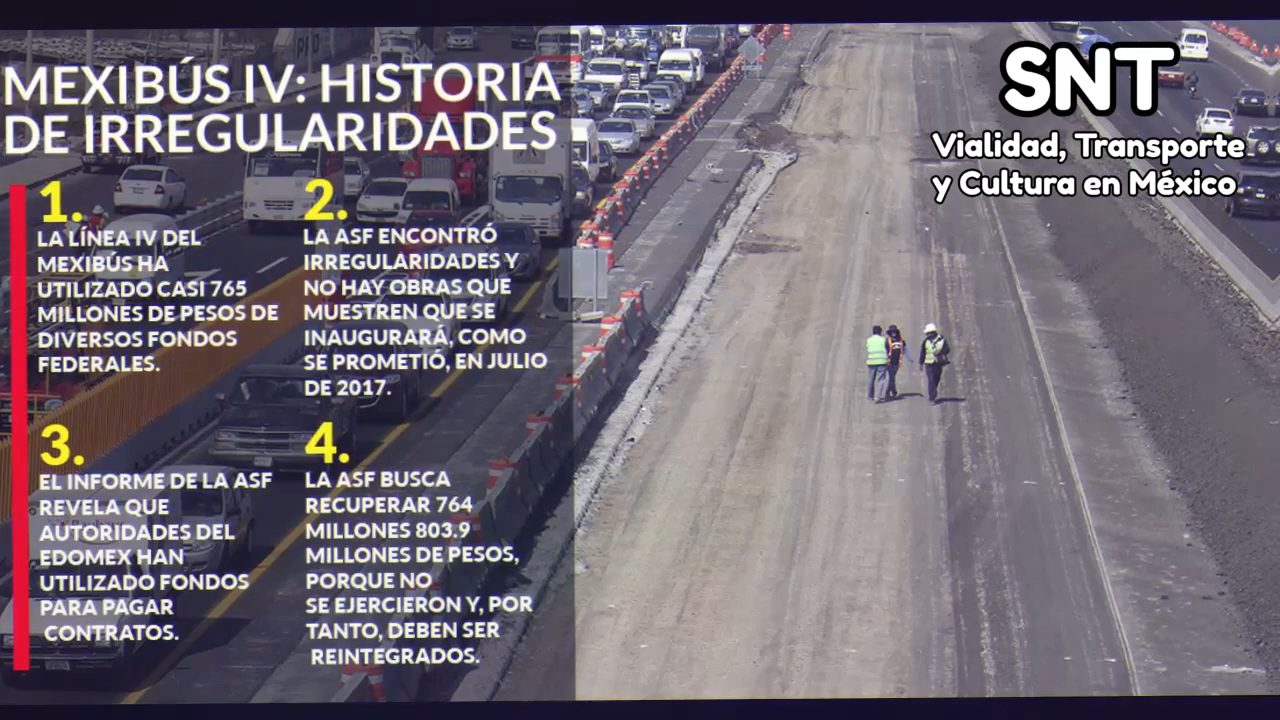 MEXIBÚS IV: HISTORIA
DE IRREGULARIDADES
1.
LA LÍNEA IV DEL
MEXIBÚS HA
UTILIZADO CASI 765
MILLONES DE PESOS DE
DIVERSOS FONDOS
FEDERALES.
2.
LA ASF ENCONTRÓ
IRREGULARIDADES Y
NO HAY OBRAS QUE
MUESTREN QUE SE
INAUGURARÁ, COMO
SE PROMETIÓ, EN JULIO
DE 2017.
3.
EL INFORME DE LA ASF
REVELA QUE
AUTORIDADES DEL
EDOMEX HAN
UTILIZADO FONDOS
PARA PAGAR
CONTRATOS.
4.
LA ASF BUSCA
RECUPERAR 764
MILLONES 803.9
MILLONES DE PESOS,
PORQUE NO
SE EJERCIERON Y, POR
TANTO, DEBEN SER
REINTEGRADOS.
SNT
Vialidad, Transporte
y Cultura en México